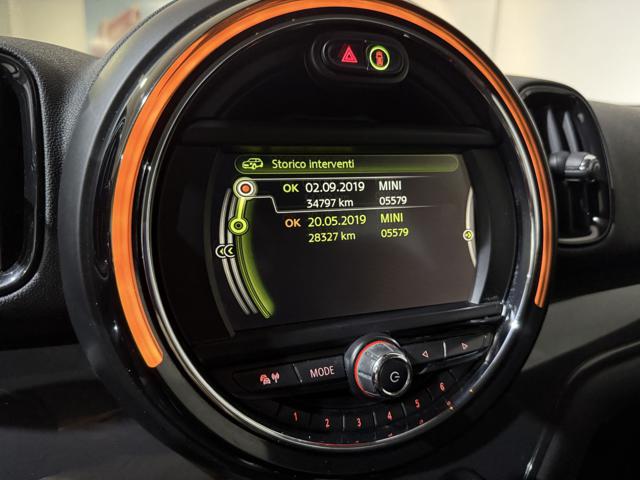 Storico interventi
OK 02.09.2019 MINI
34797 km 05579
OK 20.05.2019 MINI
28327 km 05579
MODE
1 2 3 4 5 6